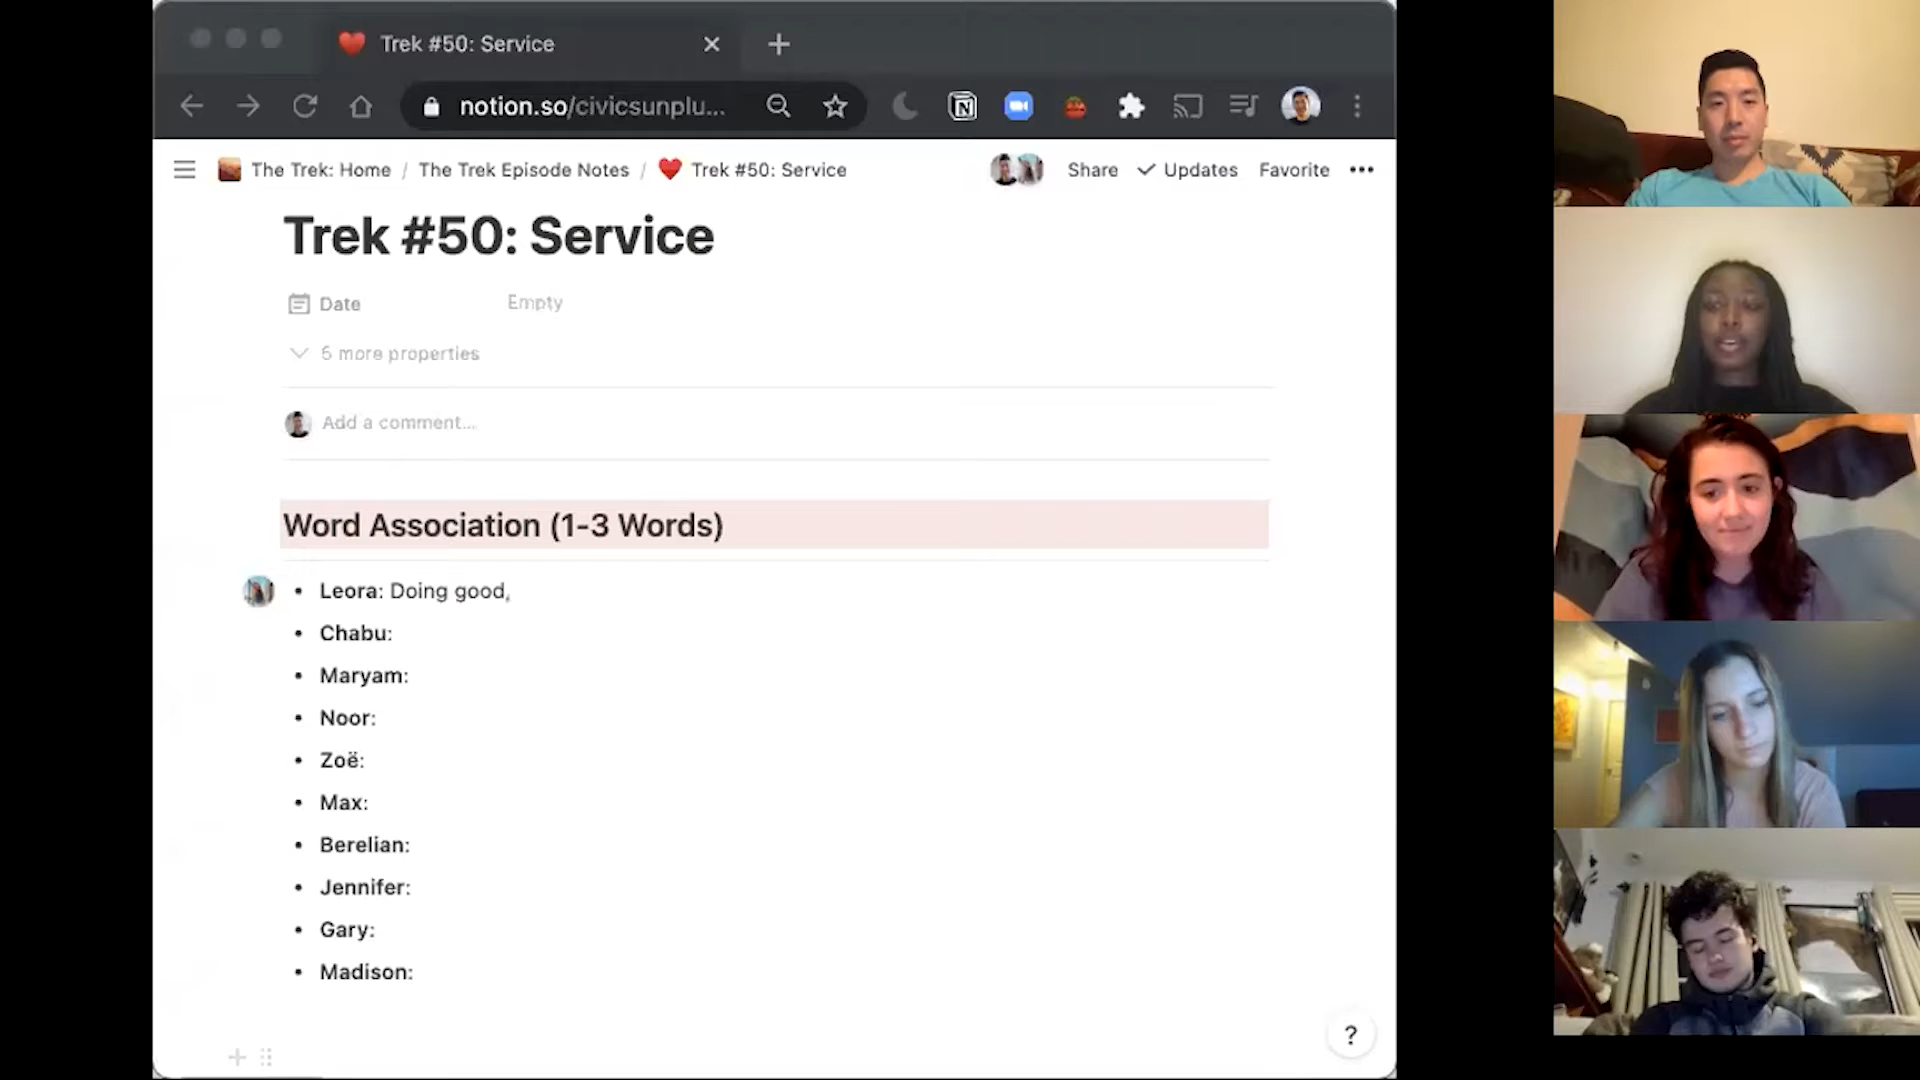 Trek #50: Service
notion.so/civicsunplu...
The Trek: Home / The Trek Episode Notes / Trek #50: Service
Share Updates Favorite
Trek #50: Service
Date Empty
5 more properties
Add a comment...
Word Association (1-3 Words)
• Leora: Doing good,
• Chabu:
• Maryam:
• Noor:
• Zoë:
• Max:
• Berelian:
• Jennifer:
• Gary:
• Madison:
?